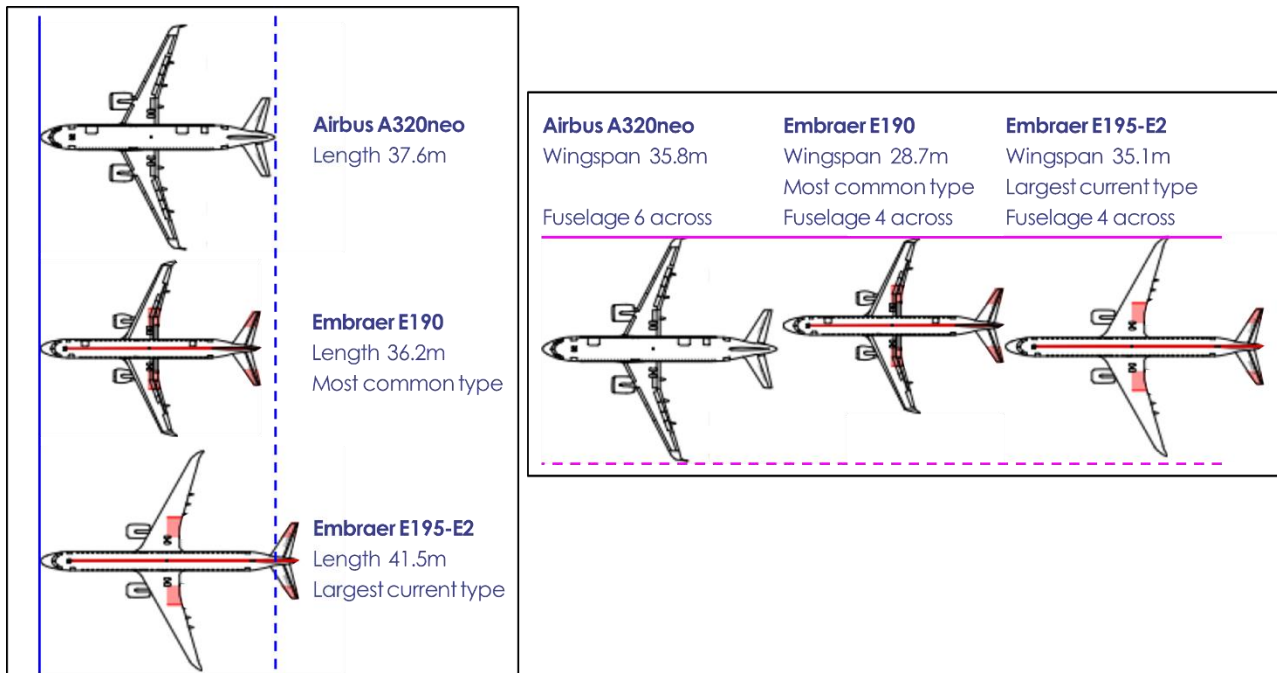 Airbus A320neo
Length 37.6m
Embraer E190
Length 36.2m
Most common type
Embraer E195-E2
Length 41.5m
Largest current type
Airbus A320neo
Wingspan 35.8m
Fuselage 6 across
Embraer E190
Wingspan 28.7m
Most common type
Fuselage 4 across
Embraer E195-E2
Wingspan 35.1m
Largest current type
Fuselage 4 across